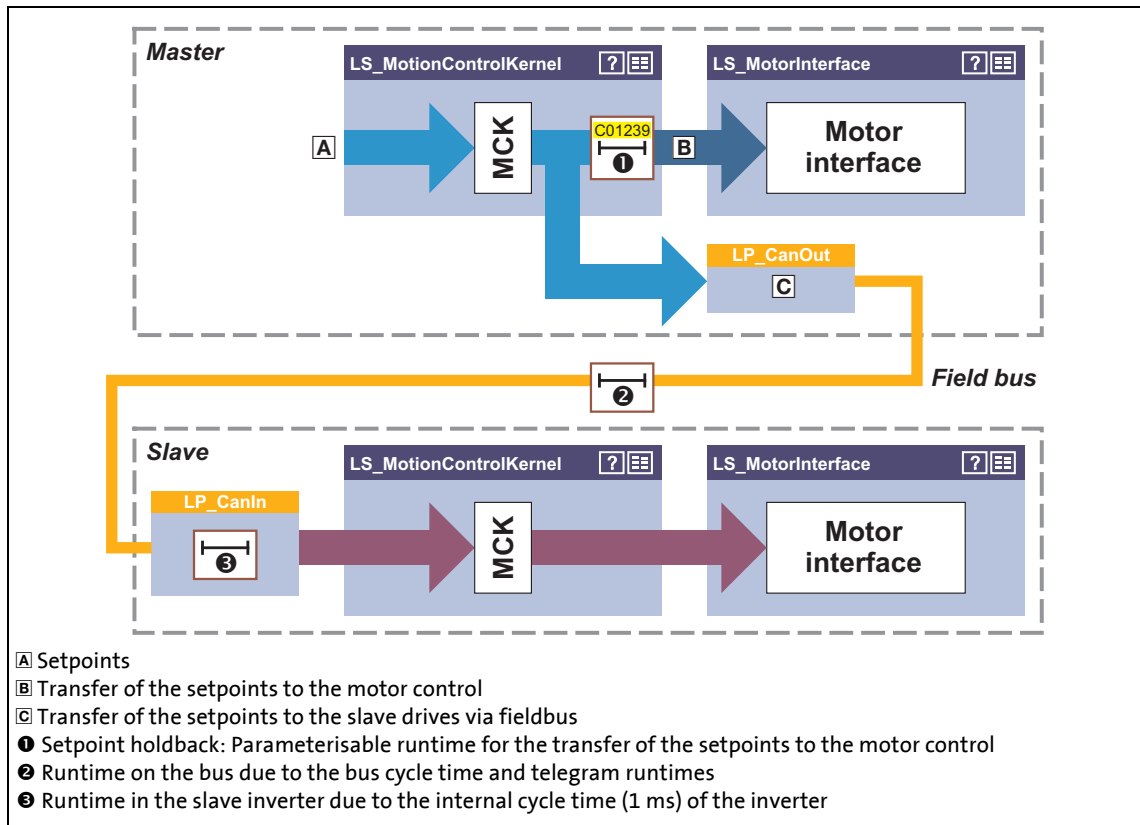 Master
LS_MotionControlKernel ?
LS_MotorInterface ?
A
MCK
C01239
❶
B
Motor
interface
LP_CanOut
C
❷
Field bus
Slave
LS_MotionControlKernel ?
LS_MotorInterface ?
LP_CanIn
❸
MCK
Motor
interface
A Setpoints
B Transfer of the setpoints to the motor control
C Transfer of the setpoints to the slave drives via fieldbus
❶ Setpoint holdback: Parameterisable runtime for the transfer of the setpoints to the motor control
❷ Runtime on the bus due to the bus cycle time and telegram runtimes
❸ Runtime in the slave inverter due to the internal cycle time (1 ms) of the inverter